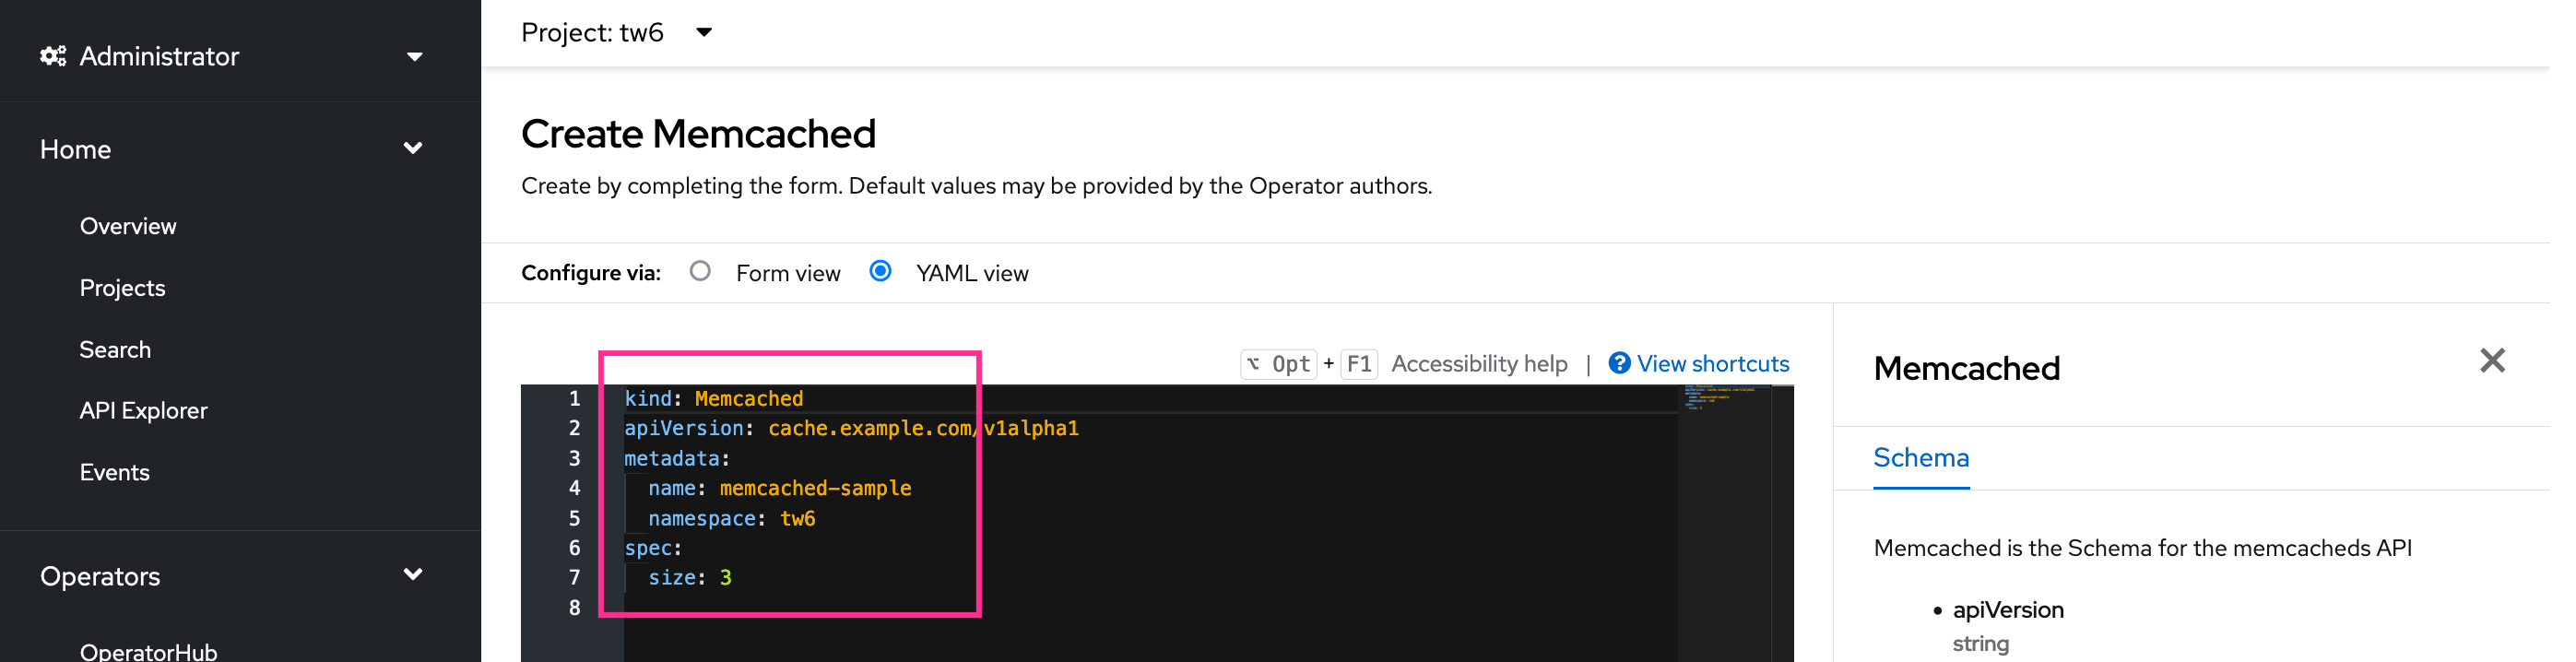 Administrator
Home
Overview
Projects
Search
API Explorer
Events
Operators
OperatorHub
Project: tw6
Create Memcached
Create by completing the form. Default values may be provided by the Operator authors.
Configure via: Form view YAML view
⌥ Opt + F1 Accessibility help | View shortcuts
1 kind: Memcached
2 apiVersion: cache.example.com/v1alpha1
3 metadata:
4   name: memcached-sample
5   namespace: tw6
6 spec:
7   size: 3
8
Memcached
Schema
Memcached is the Schema for the memcacheds API
• apiVersion
string